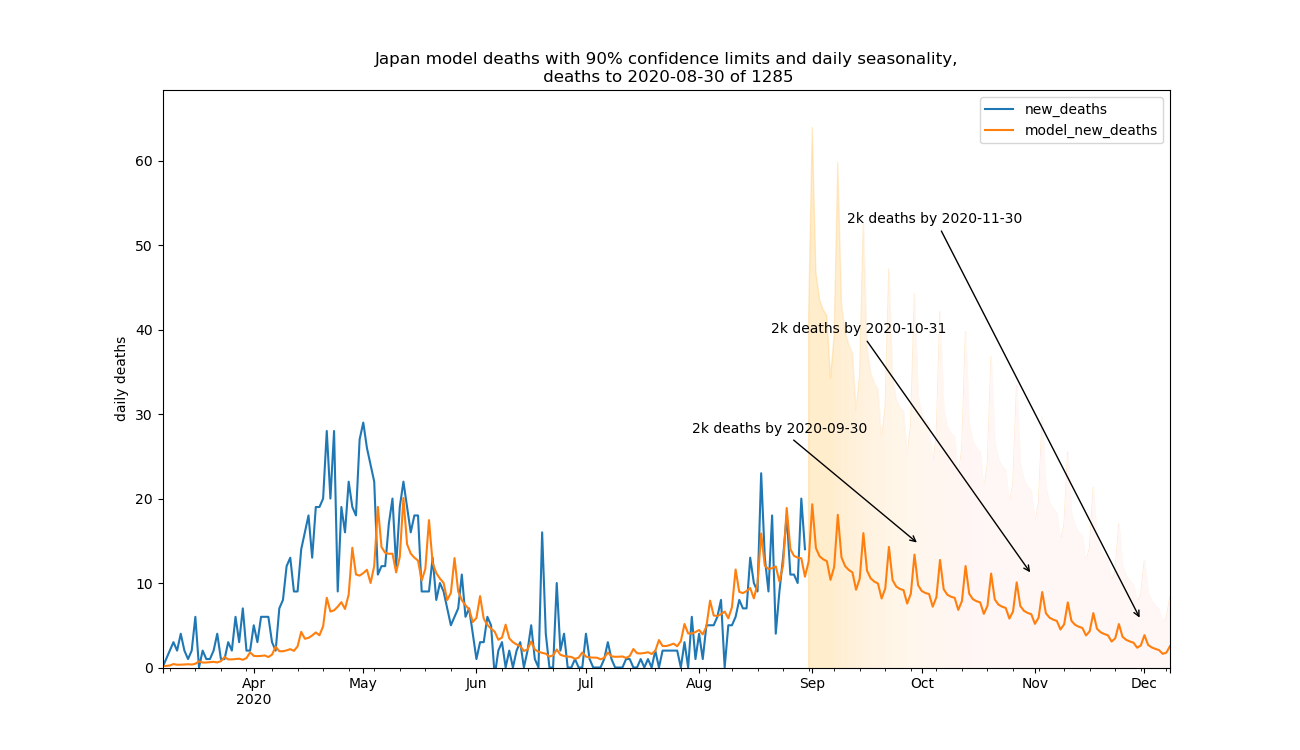 Japan model deaths with 90% confidence limits and daily seasonality,
deaths to 2020-08-30 of 1285
new_deaths
model_new_deaths
daily deaths
60
50
40
30
20
10
0
2k deaths by 2020-11-30
2k deaths by 2020-10-31
2k deaths by 2020-09-30
Apr May Jun Jul Aug Sep Oct Nov Dec
2020